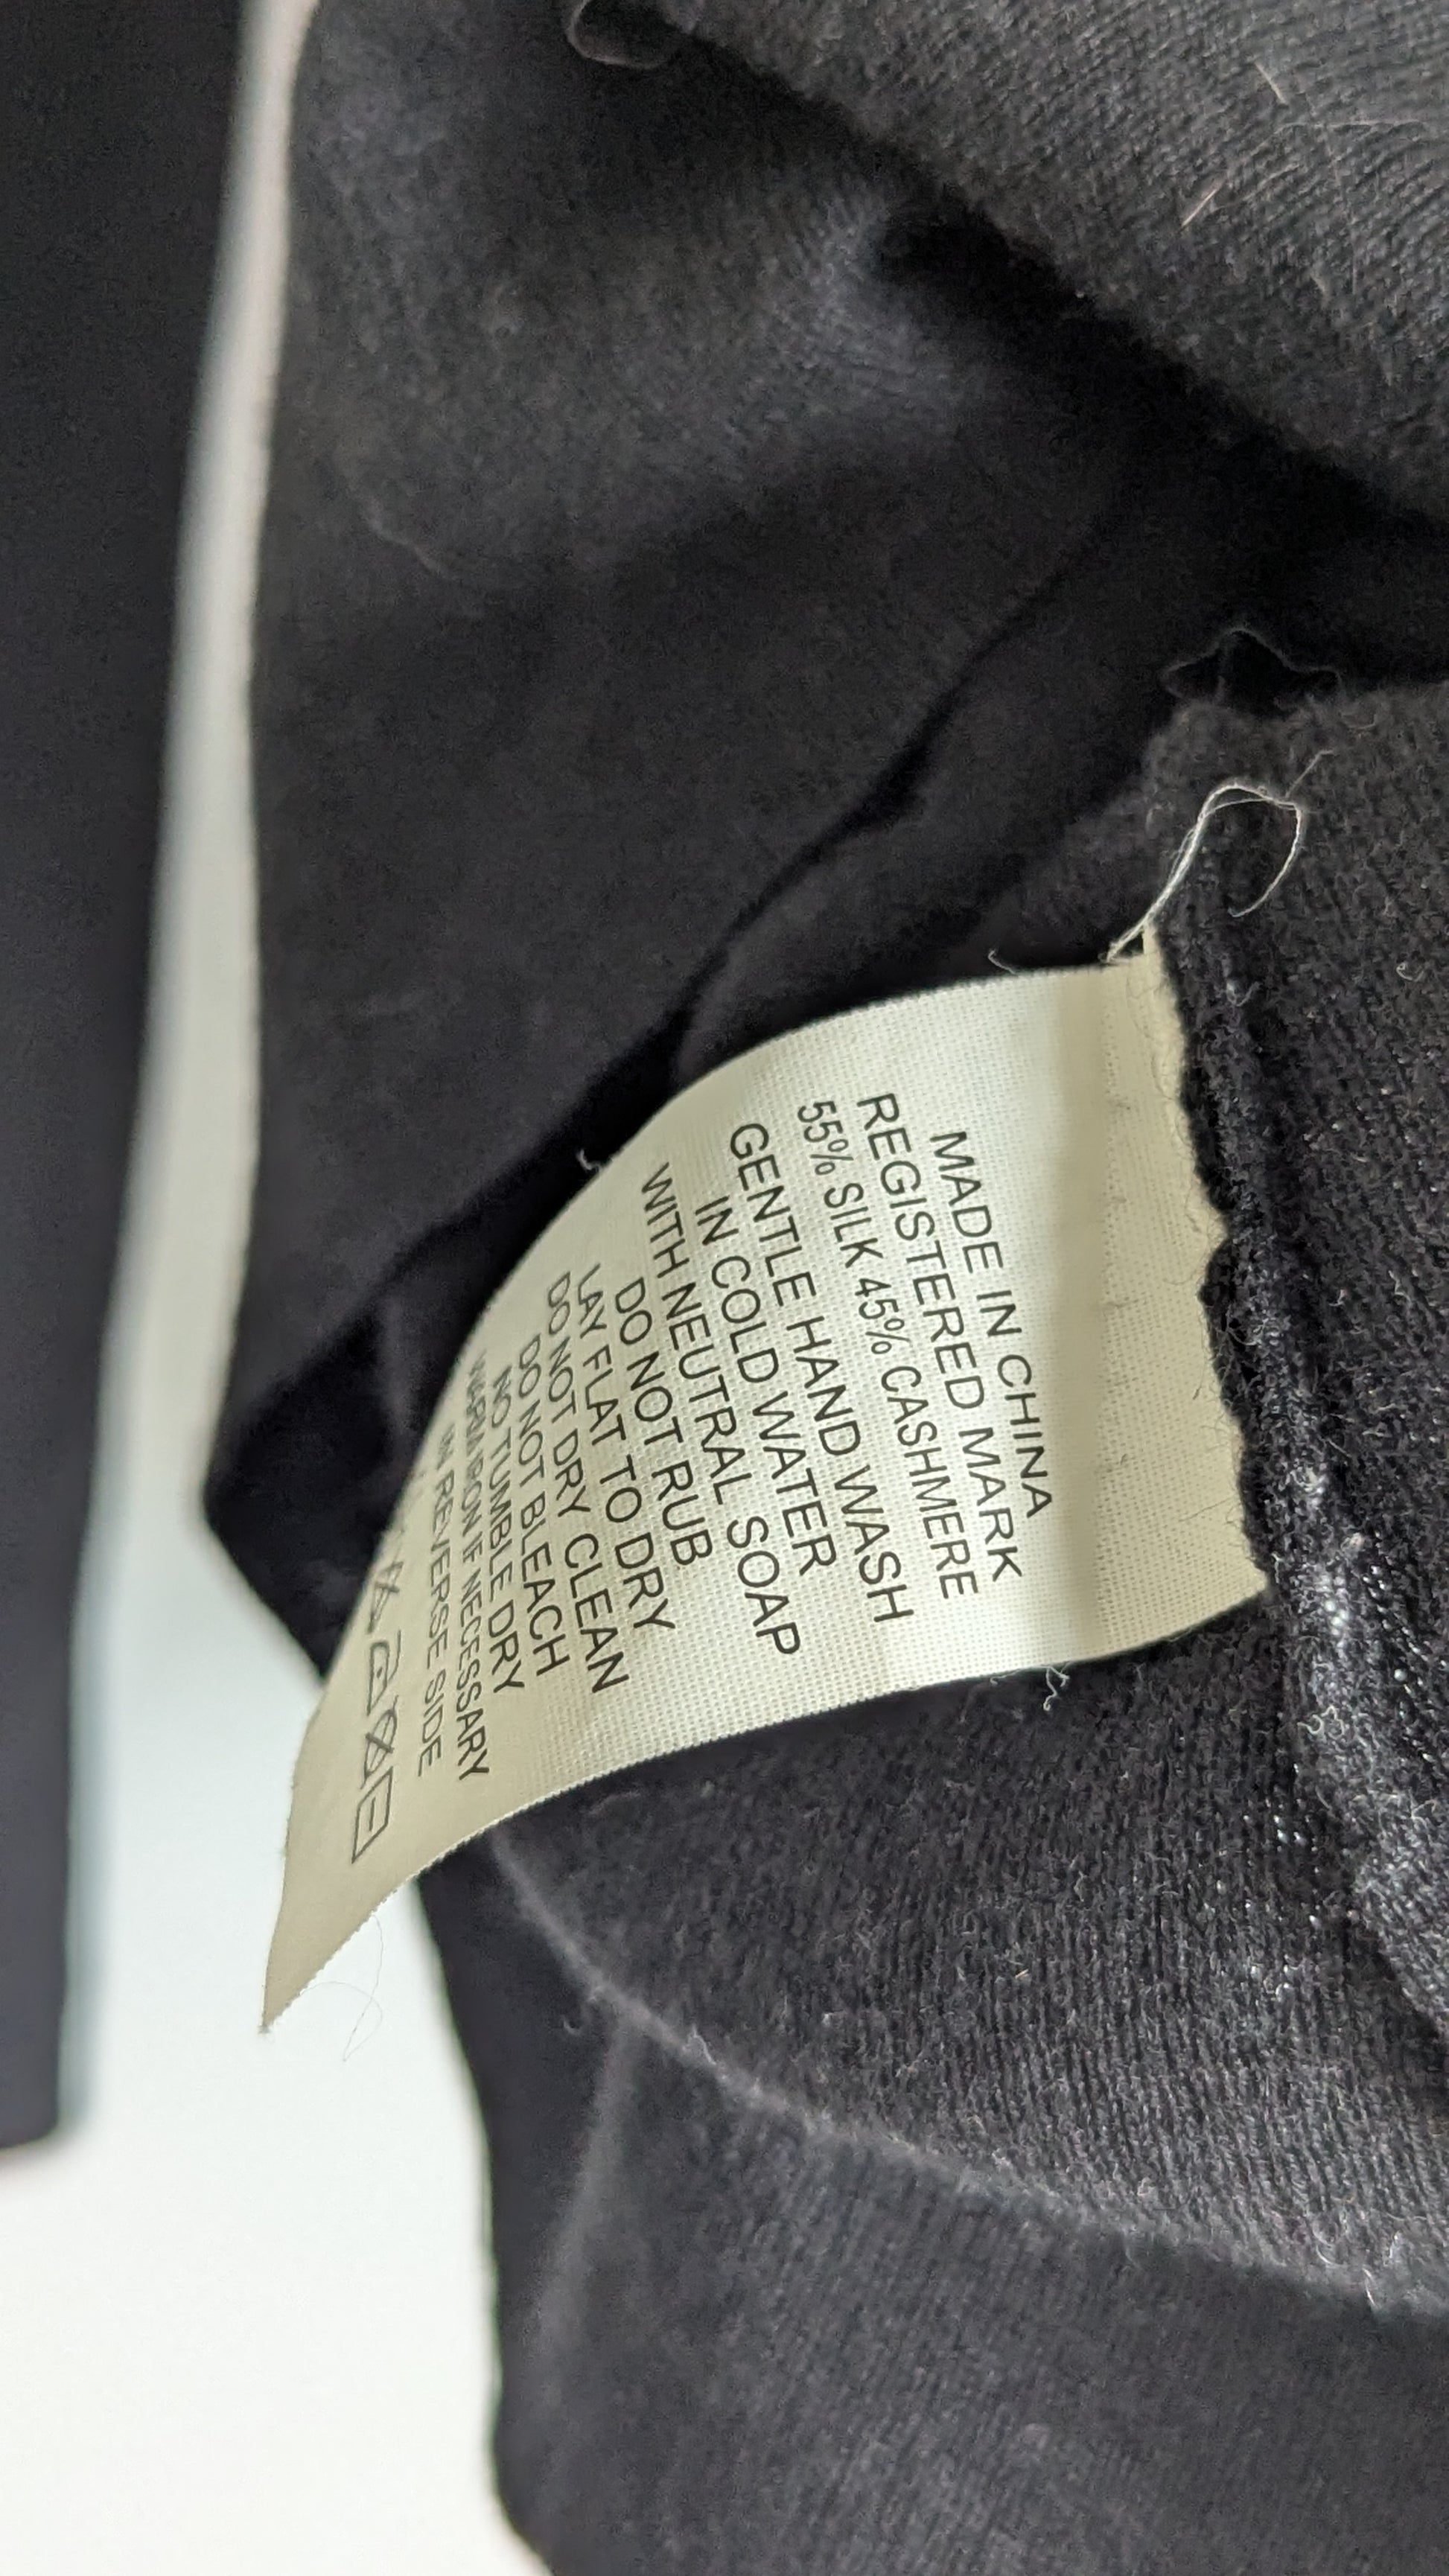 MADE IN CHINA
REGISTERED MARK
55% SILK 45% CASHMERE
GENTLE HAND WASH
IN COLD WATER
WITH NEUTRAL SOAP
DO NOT RUB
LAY FLAT TO DRY
DO NOT DRY CLEAN
DO NOT BLEACH
NO TUMBLE DRY
WARM IRON IF NECESSARY
IN REVERSE SIDE